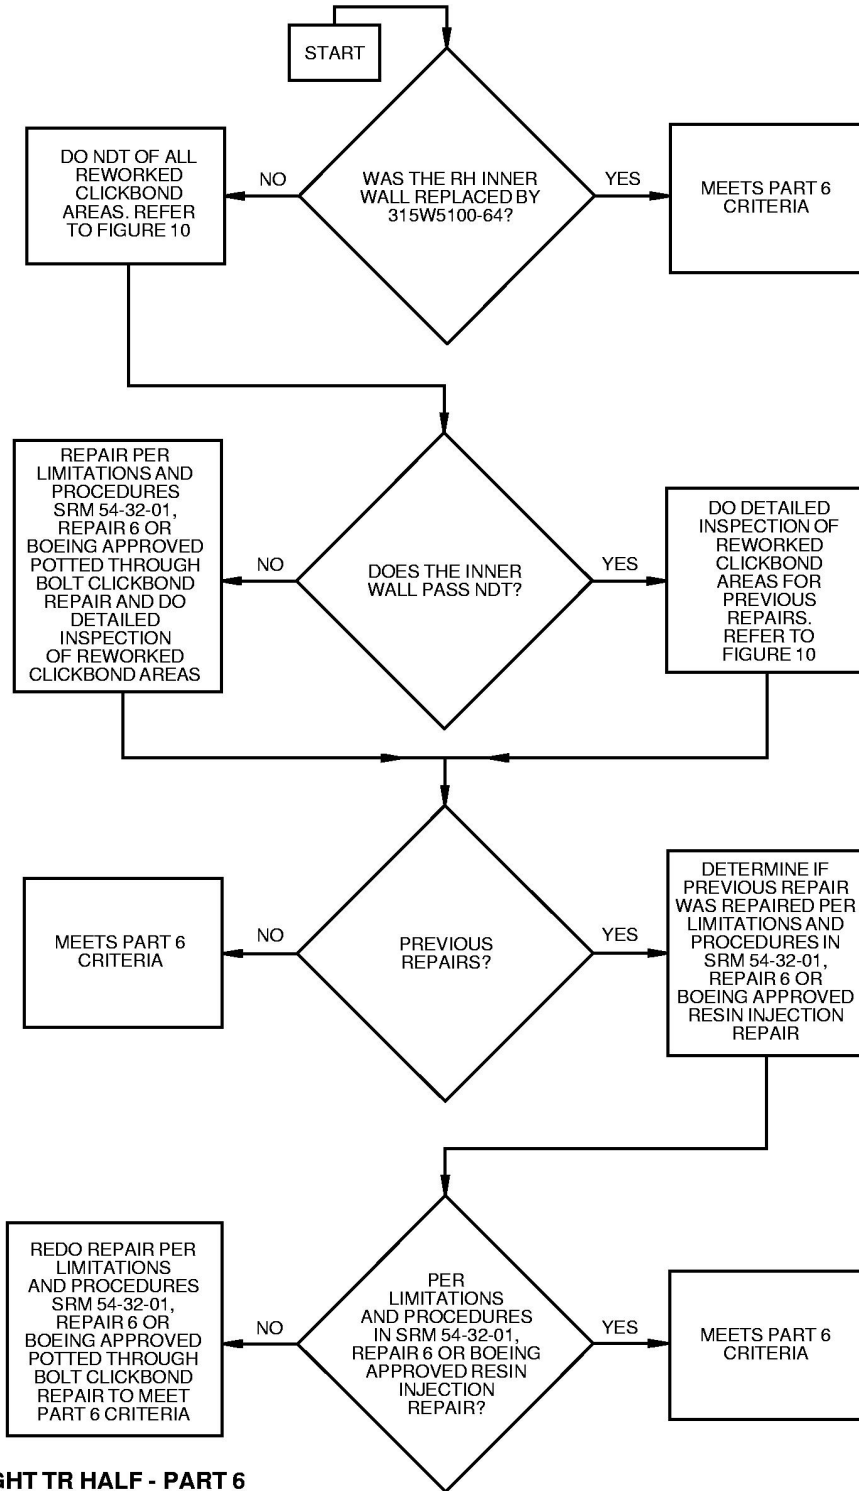 START
DO NDT OF ALL
REWORKED
CLICKBOND
AREAS. REFER
TO FIGURE 10
NO
WAS THE RH INNER
WALL REPLACED BY
315W5100-64?
YES
MEETS PART 6
CRITERIA
REPAIR PER
LIMITATIONS AND
PROCEDURES
SRM 54-32-01,
REPAIR 6 OR
BOEING APPROVED
POTTED THROUGH
BOLT CLICKBOND
REPAIR AND DO
DETAILED
INSPECTION
OF REWORKED
CLICKBOND AREAS
NO
DOES THE INNER
WALL PASS NDT?
YES
DO DETAILED
INSPECTION OF
REWORKED
CLICKBOND
AREAS FOR
PREVIOUS
REPAIRS.
REFER TO
FIGURE 10
MEETS PART 6
CRITERIA
NO
PREVIOUS
REPAIRS?
YES
DETERMINE IF
PREVIOUS REPAIR
WAS REPAIRED PER
LIMITATIONS AND
PROCEDURES IN
SRM 54-32-01,
REPAIR 6 OR
BOEING APPROVED
RESIN INJECTION
REPAIR
REDO REPAIR PER
LIMITATIONS
AND PROCEDURES
SRM 54-32-01,
REPAIR 6 OR
BOEING APPROVED
POTTED THROUGH
BOLT CLICKBOND
REPAIR TO MEET
PART 6 CRITERIA
NO
PER
LIMITATIONS
AND PROCEDURES
IN SRM 54-32-01,
REPAIR 6 OR BOEING
APPROVED RESIN
INJECTION
REPAIR?
YES
MEETS PART 6
CRITERIA
TR HALF - PART 6